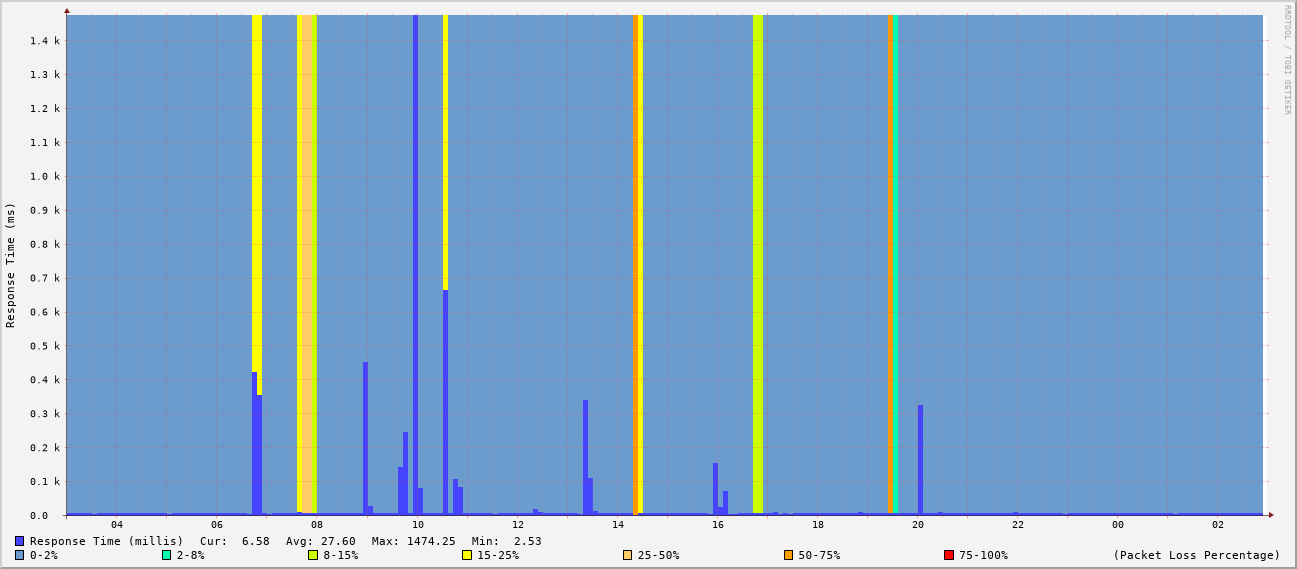 RRDTOOL / TOBI OETIKER
Response Time (ms)
1.4 k
1.3 k
1.2 k
1.1 k
1.0 k
0.9 k
0.8 k
0.7 k
0.6 k
0.5 k
0.4 k
0.3 k
0.2 k
0.1 k
0.0
04 06 08 10 12 14 16 18 20 22 00 02
Response Time (millis) Cur: 6.58 Avg: 27.60 Max: 1474.25 Min: 2.53
0-2% 2-8% 8-15% 15-25% 25-50% 50-75% 75-100% (Packet Loss Percentage)